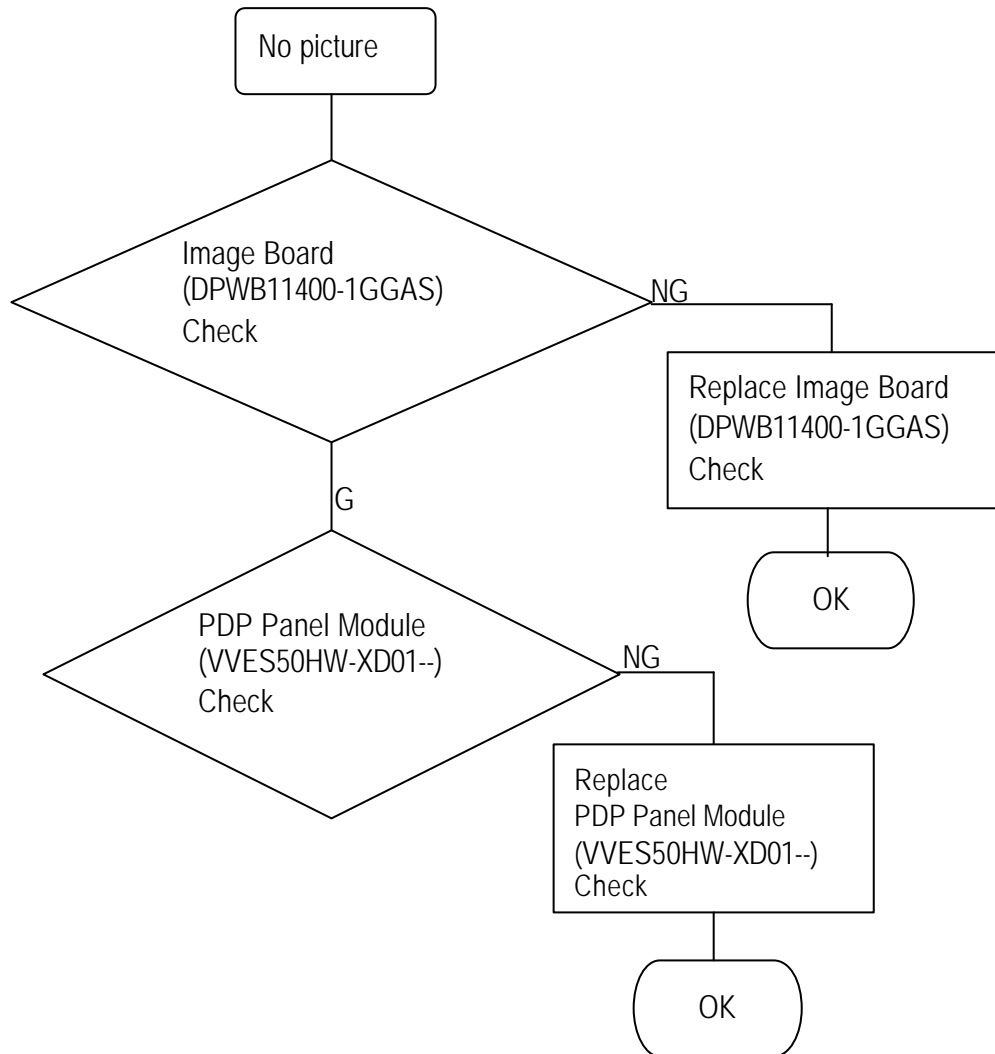 No picture
Image Board
(DPWB11400-1GGAS)
Check
NG
Replace Image Board
(DPWB11400-1GGAS)
Check
OK
G
PDP Panel Module
(VVES50HW-XD01--)
Check
NG
Replace
PDP Panel Module
(VVES50HW-XD01--)
Check
OK